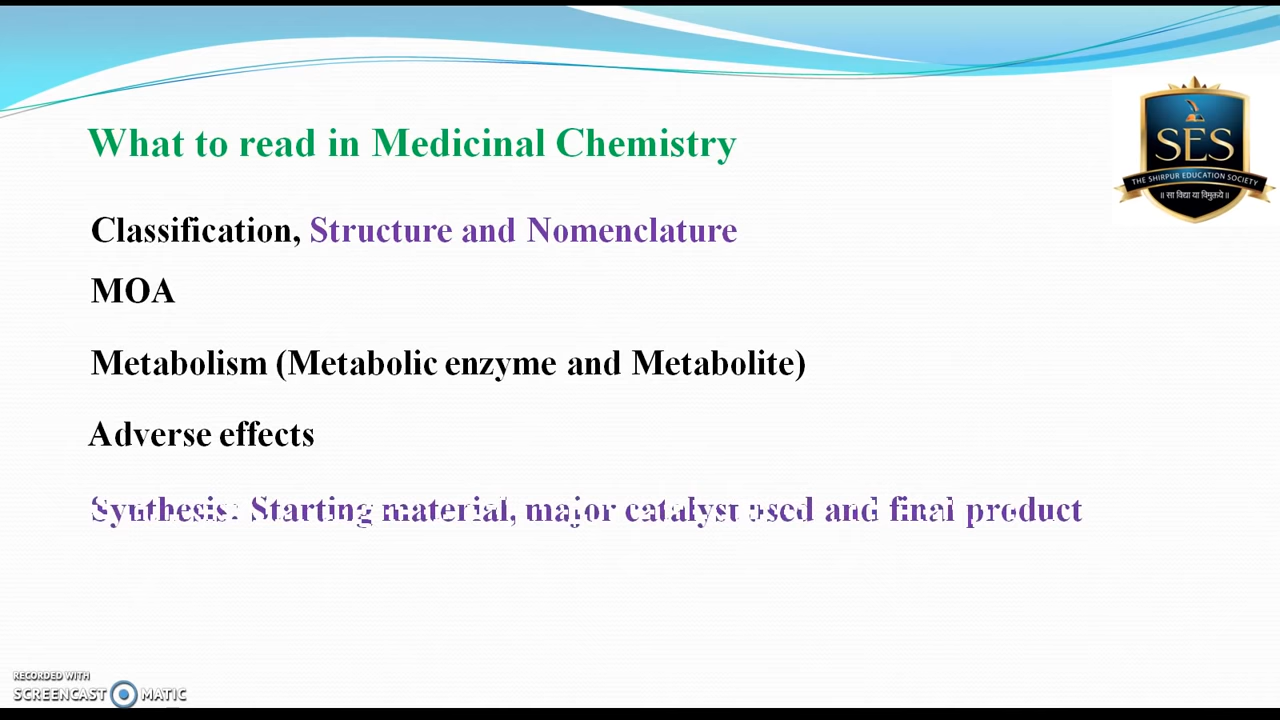 What to read in Medicinal Chemistry
SES
THE SHIRPUR EDUCATION SOCIETY
॥ सा विद्या या विमुक्तये ॥
Classification, Structure and Nomenclature
MOA
Metabolism (Metabolic enzyme and Metabolite)
Adverse effects
Synthesis: Starting material, major catalyst used and final product
RECORDED WITH
SCREENCAST MATIC